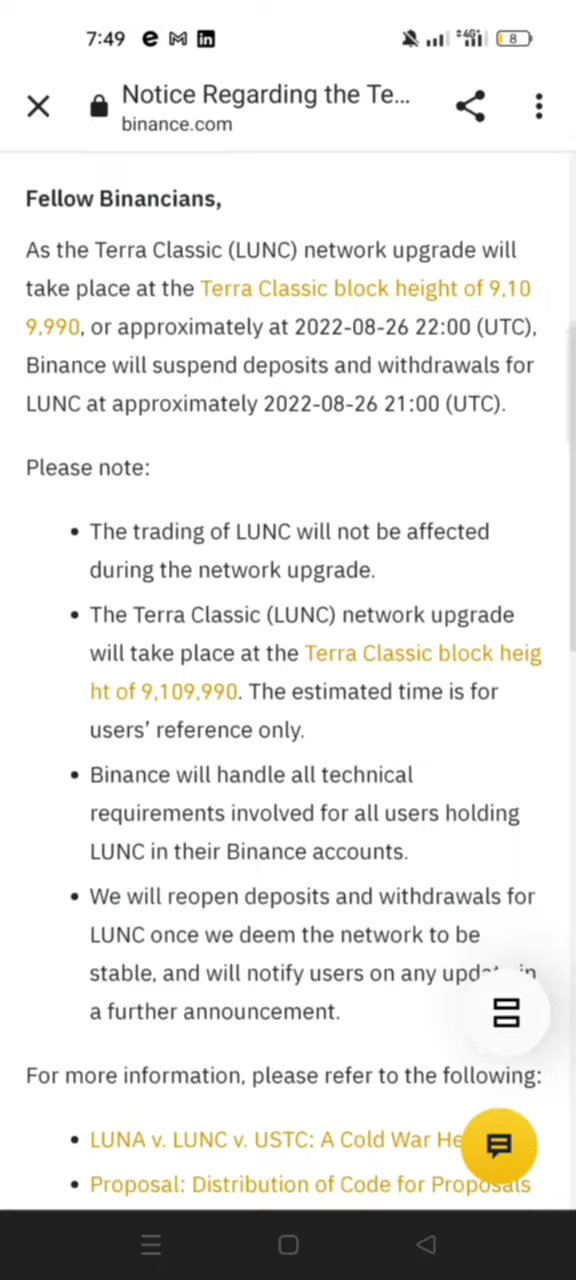 7:49
4G+
8
Notice Regarding the Te...
binance.com
Fellow Binancians,
As the Terra Classic (LUNC) network upgrade will
take place at the Terra Classic block height of 9,10
9,990, or approximately at 2022-08-26 22:00 (UTC),
Binance will suspend deposits and withdrawals for
LUNC at approximately 2022-08-26 21:00 (UTC).
Please note:
• The trading of LUNC will not be affected
during the network upgrade.
• The Terra Classic (LUNC) network upgrade
will take place at the Terra Classic block heig
ht of 9,109,990. The estimated time is for
users’ reference only.
• Binance will handle all technical
requirements involved for all users holding
LUNC in their Binance accounts.
• We will reopen deposits and withdrawals for
LUNC once we deem the network to be
stable, and will notify users on any in
a further announcement.
For more information, please refer to the following:
• LUNA v. LUNC v. USTC: A Cold War He
• Proposal: Distribution of Code for Proposals